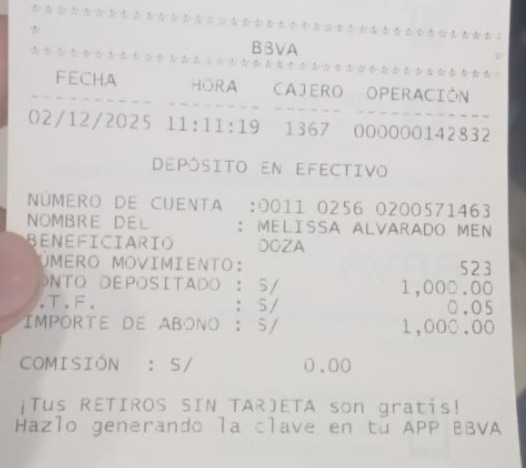 ************************************
* BBVA *
************************************
FECHA HORA CAJERO OPERACIÓN
02/12/2025 11:11:19 1367 000000142832
DEPÓSITO EN EFECTIVO
NÚMERO DE CUENTA :0011 0256 0200571463
NOMBRE DEL : MELISSA ALVARADO MEN
BENEFICIARIO DOZA
ÚMERO MOVIMIENTO: 523
ONTO DEPOSITADO : S/ 1,000.00
.T.F. : S/ 0.05
IMPORTE DE ABONO : S/ 1,000.00
COMISIÓN : S/ 0.00
¡Tus RETIROS SIN TARJETA son gratis!
Hazlo generando la clave en tu APP BBVA